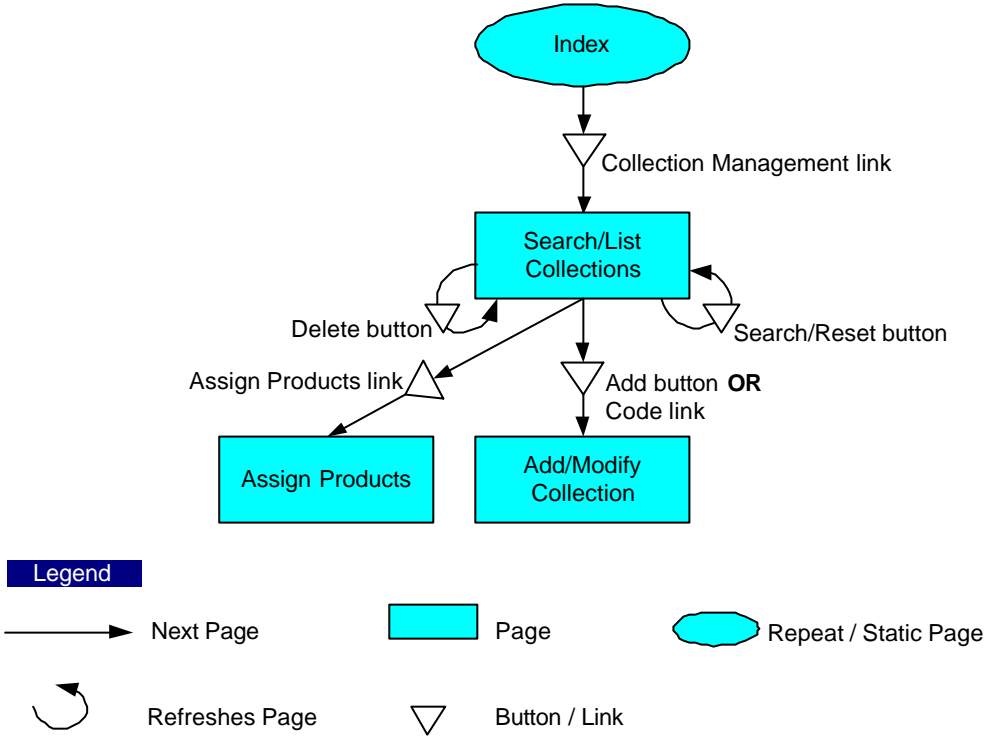 Index
Collection Management link
Search/List
Collections
Delete button
Search/Reset button
Assign Products link
Add button OR
Code link
Assign Products
Add/Modify
Collection
Legend
Next Page
Page
Repeat / Static Page
Refreshes Page
Button / Link